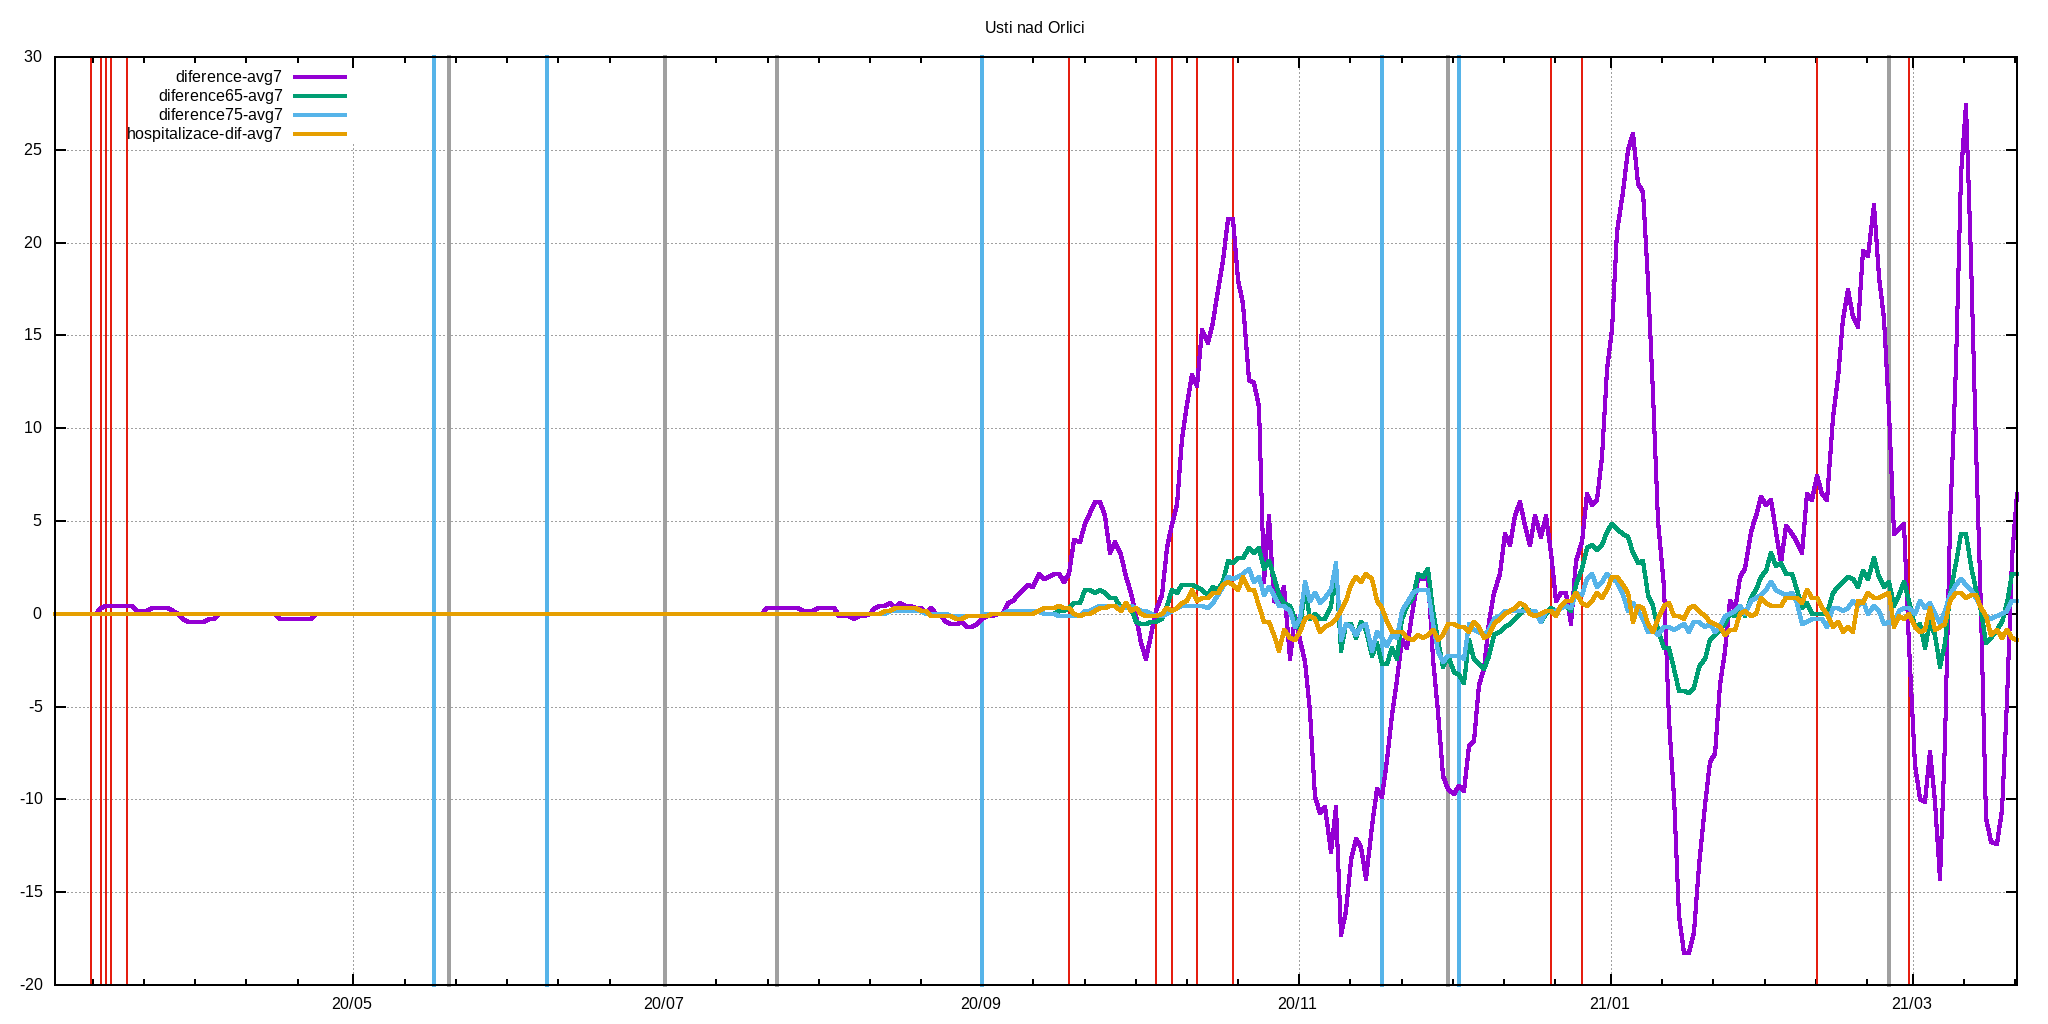 Usti nad Orlici
diference-avg7
diference65-avg7
diference75-avg7
hospitalizace-dif-avg7
30
25
20
15
10
5
0
-5
-10
-15
-20
20/05 20/07 20/09 20/11 21/01 21/03